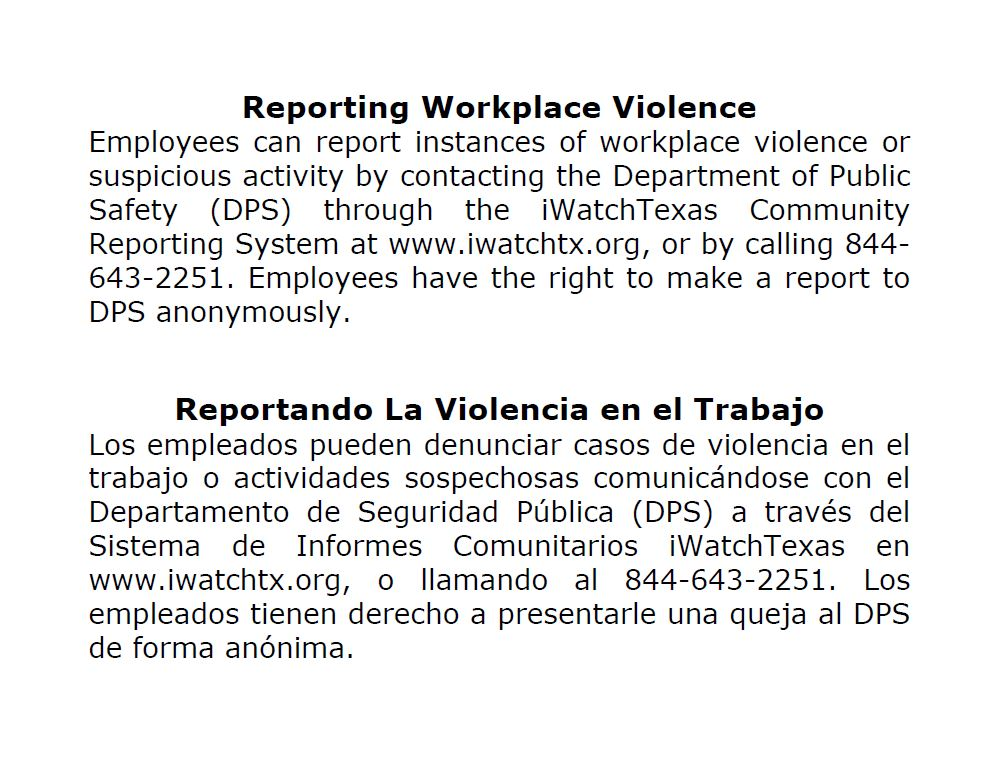 Reporting Workplace Violence
Employees can report instances of workplace violence or
suspicious activity by contacting the Department of Public
Safety (DPS) through the iWatchTexas Community
Reporting System at www.iwatchtx.org, or by calling 844-
643-2251. Employees have the right to make a report to
DPS anonymously.
Reportando La Violencia en el Trabajo
Los empleados pueden denunciar casos de violencia en el
trabajo o actividades sospechosas comunicándose con el
Departamento de Seguridad Pública (DPS) a través del
Sistema de Informes Comunitarios iWatchTexas en
www.iwatchtx.org, o llamando al 844-643-2251. Los
empleados tienen derecho a presentarle una queja al DPS
de forma anónima.